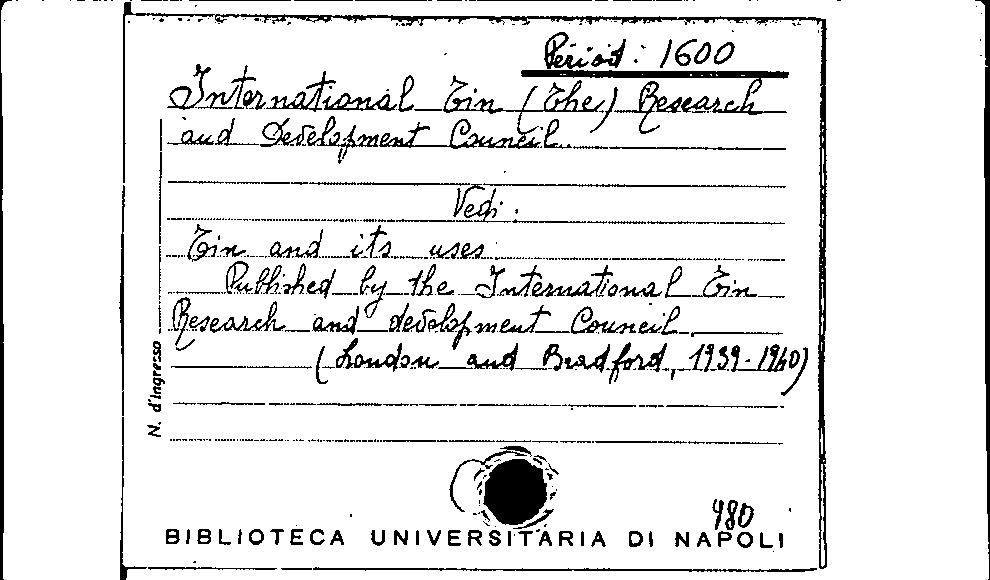 Period: 1600
International Tin (The) Research
and Development Council.
Vedi:
Tin and its uses.
Published by the International Tin
Research and development Council.
(London and Bradford, 1939-1960)
N. d'Ingresso
980
BIBLIOTECA UNIVERSITARIA DI NAPOLI